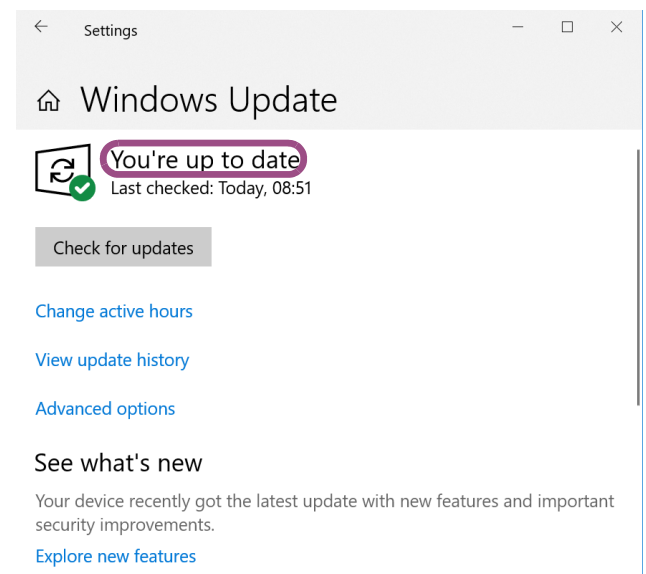 Settings
Windows Update
You're up to date
Last checked: Today, 08:51
Check for updates
Change active hours
View update history
Advanced options
See what's new
Your device recently got the latest update with new features and important
security improvements.
Explore new features